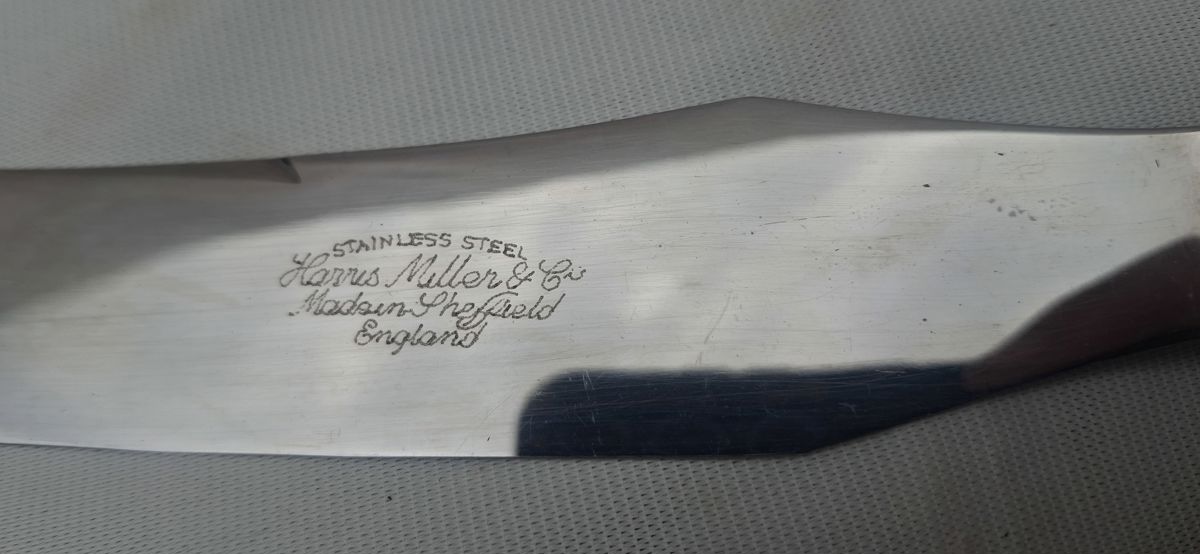 STAINLESS STEEL
Harris Miller & Co
Made in Sheffield
England